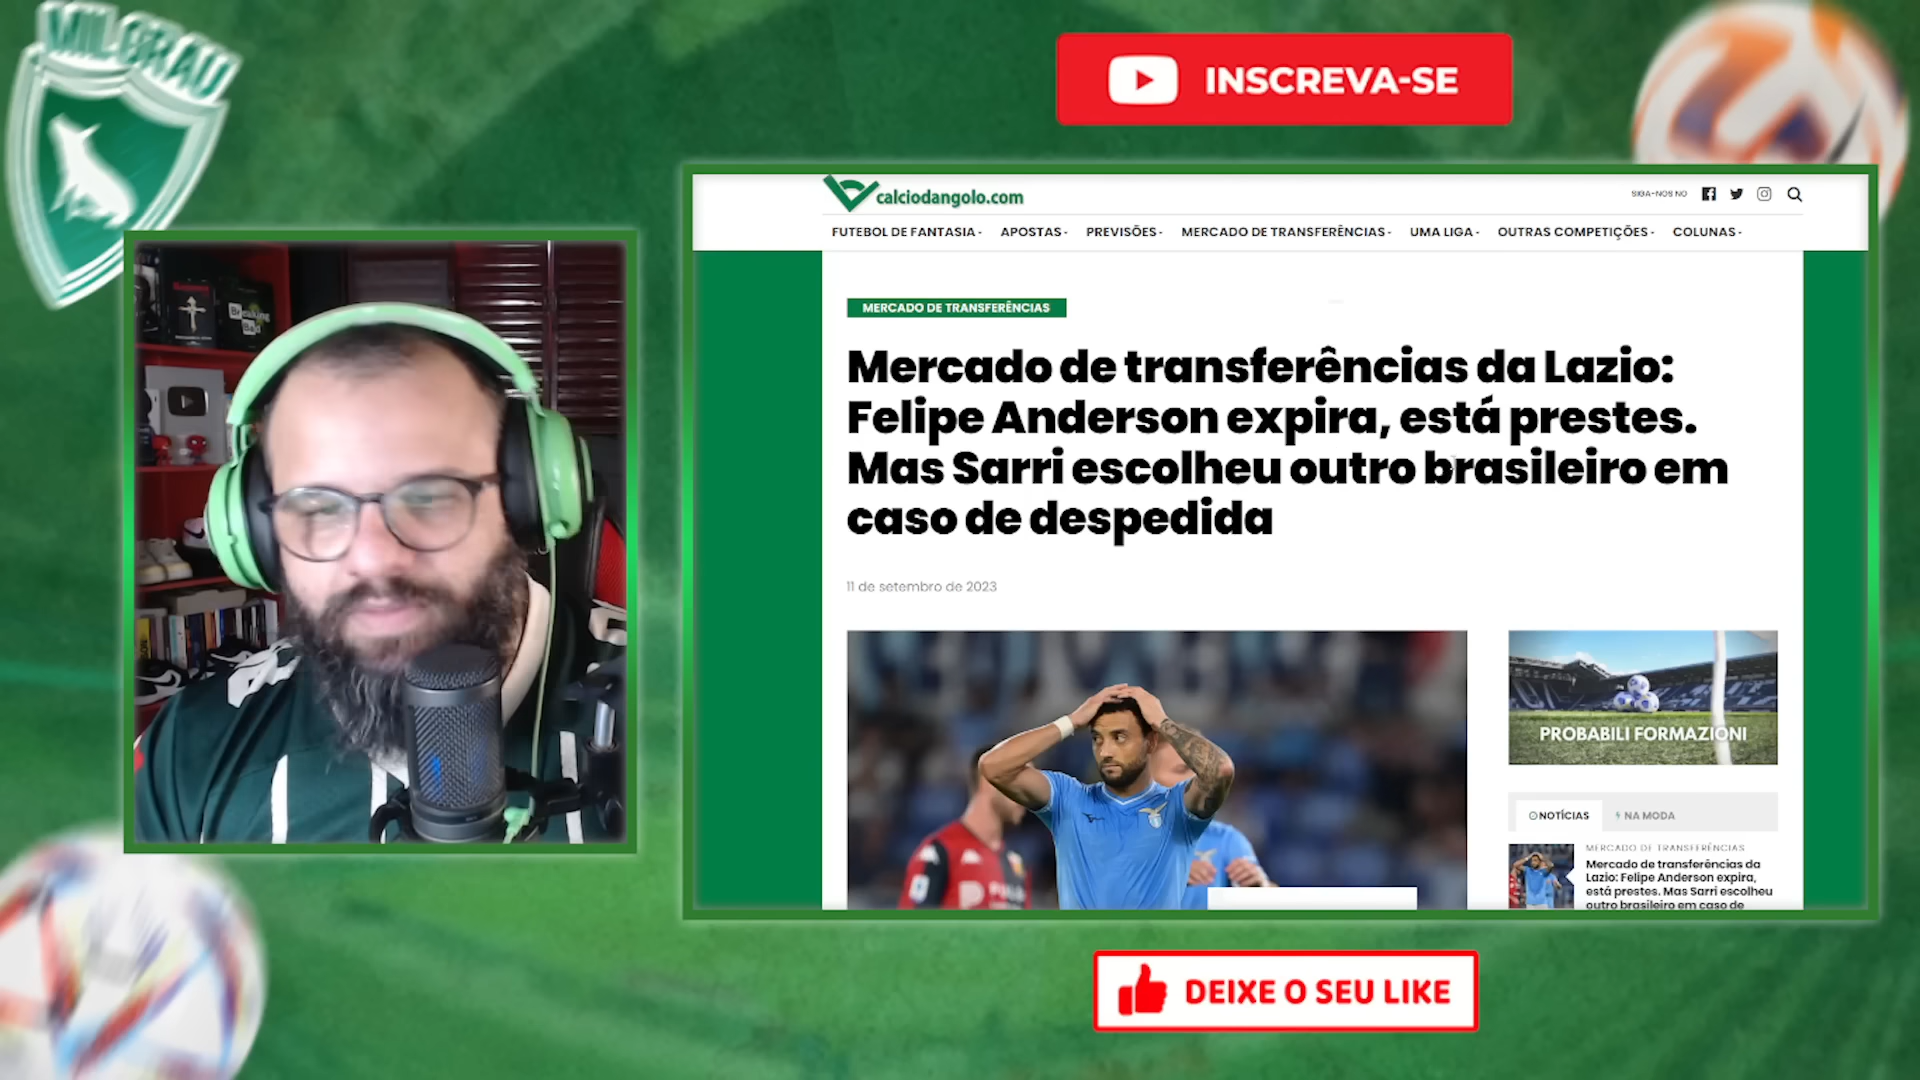 MILGRAU
INSCREVA-SE
calciodangolo.com
SIGA-NOS NO
FUTEBOL DE FANTASIA
APOSTAS
PREVISÕES
MERCADO DE TRANSFERÊNCIAS
UMA LIGA
OUTRAS COMPETIÇÕES
COLUNAS
MERCADO DE TRANSFERÊNCIAS
Mercado de transferências da Lazio:
Felipe Anderson expira, está prestes.
Mas Sarri escolheu outro brasileiro em
caso de despedida
11 de setembro de 2023
PROBABILI FORMAZIONI
NOTÍCIAS
NA MODA
MERCADO DE TRANSFERÊNCIAS
Mercado de transferências da
Lazio: Felipe Anderson expira,
está prestes. Mas Sarri escolheu
outro brasileiro em caso de
Breaking
Bad
DEIXE O SEU LIKE